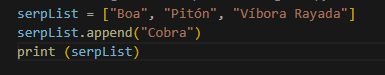 serpList = ["Boa", "Pitón", "Víbora Rayada"]
serpList.append("Cobra")
print (serpList)